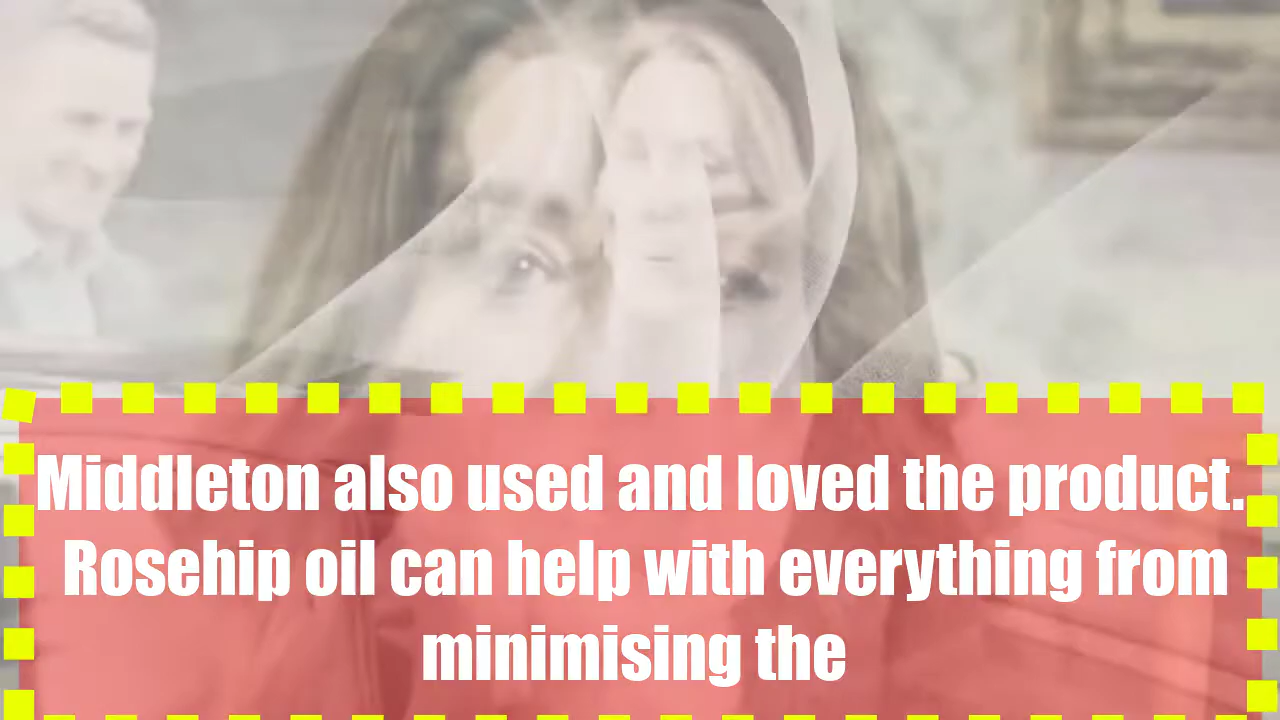 Middleton also used and loved the product.
Rosehip oil can help with everything from
minimising the